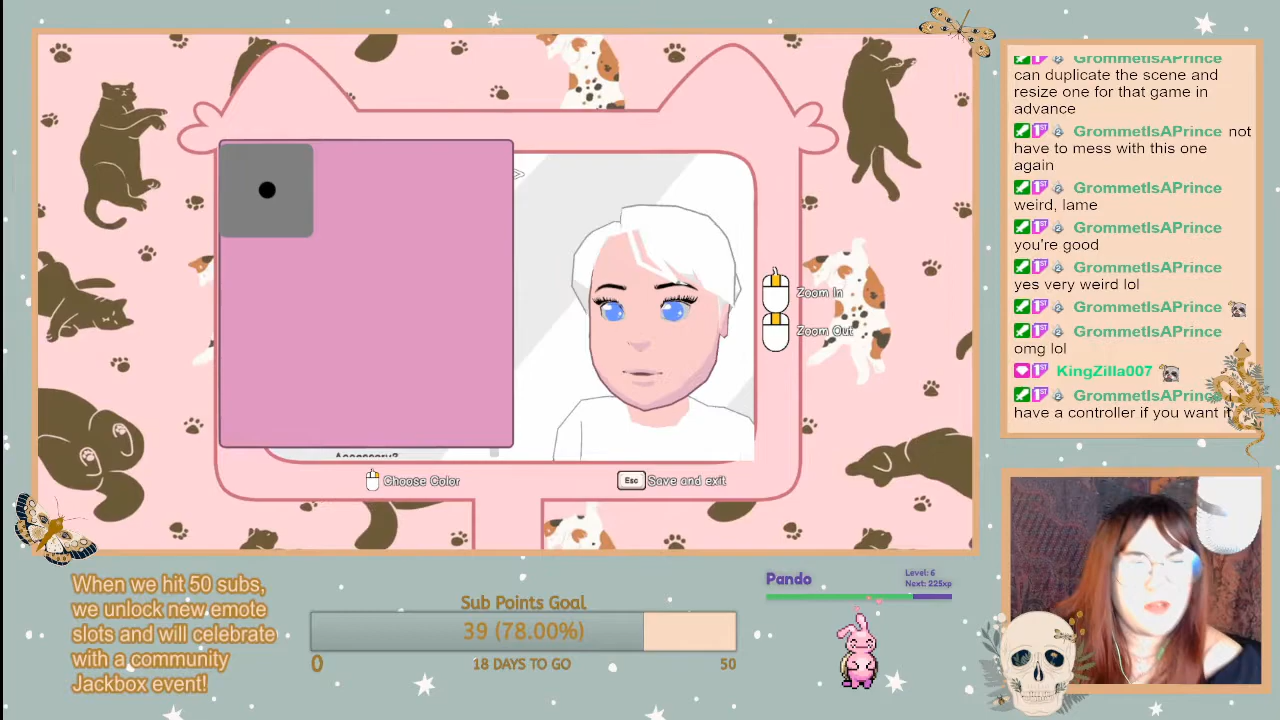 GrommetIsAPrince
can duplicate the scene and
resize one for that game in
advance
GrommetIsAPrince not
have to mess with this one
again
GrommetIsAPrince
weird, lame
GrommetIsAPrince
you're good
GrommetIsAPrince
yes very weird lol
GrommetIsAPrince
GrommetIsAPrince
omg lol
KingZilla007
GrommetIsAPrince
have a controller if you want it
Zoom In
Zoom Out
Accessory2
Choose Color
Esc Save and exit
When we hit 50 subs,
we unlock new emote
slots and will celebrate
with a community
Jackbox event!
Sub Points Goal
39 (78.00%)
0
18 DAYS TO GO
50
Pando
Level: 6
Next: 225xp